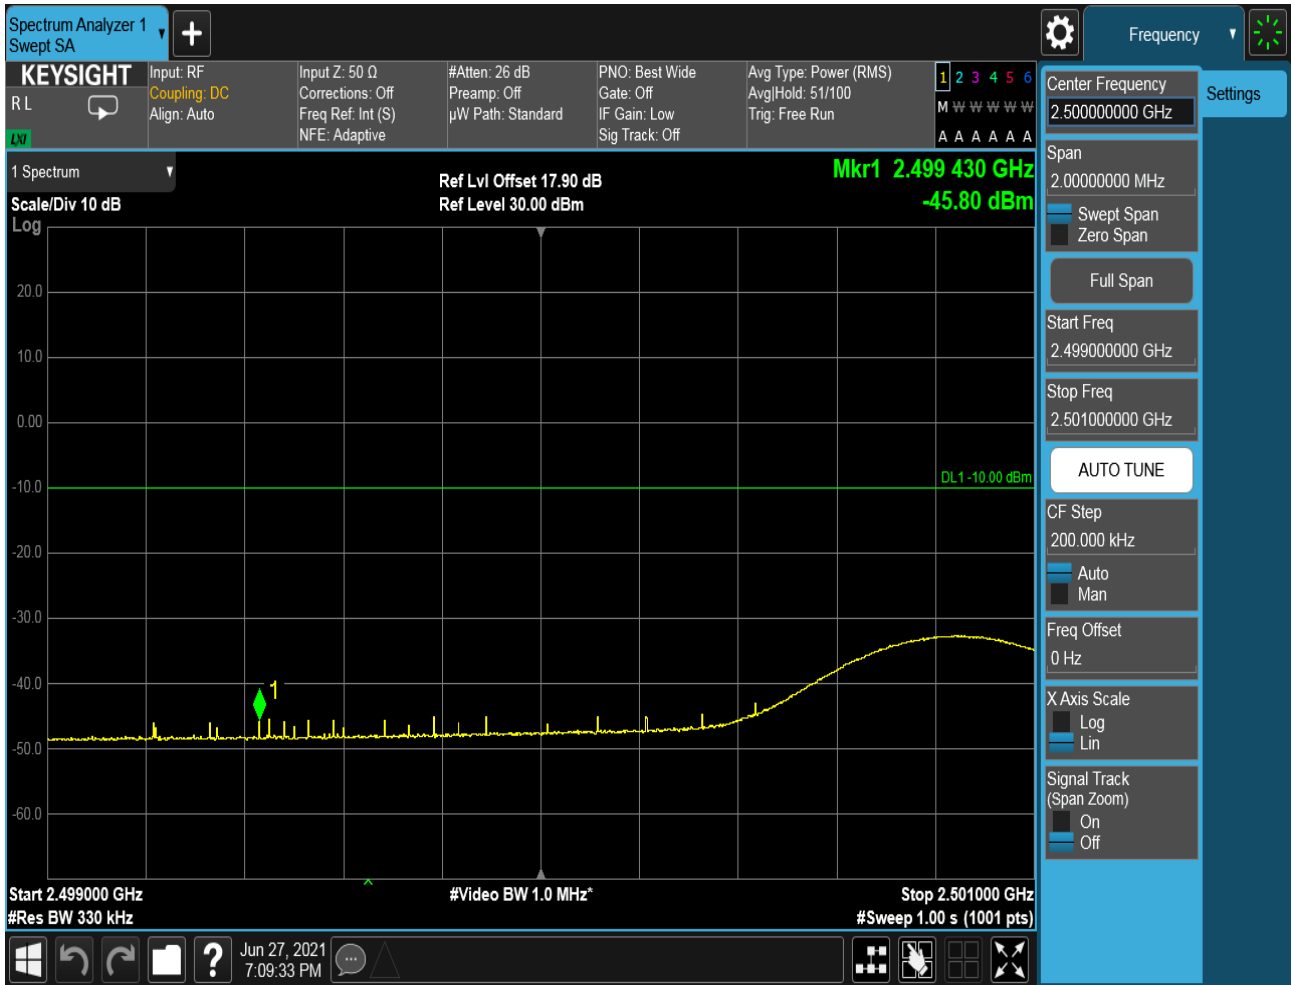 Spectrum Analyzer 1
Swept SA
Frequency
KEYSIGHT
R L
LXI
Input: RF
Coupling: DC
Align: Auto
Input Z: 50 Ω
Corrections: Off
Freq Ref: Int (S)
NFE: Adaptive
#Atten: 26 dB
Preamp: Off
µW Path: Standard
PNO: Best Wide
Gate: Off
IF Gain: Low
Sig Track: Off
Avg Type: Power (RMS)
Avg|Hold: 51/100
Trig: Free Run
1 2 3 4 5 6
M W W W W W
A A A A A A
1 Spectrum
Scale/Div 10 dB
Log
Ref Lvl Offset 17.90 dB
Ref Level 30.00 dBm
Mkr1 2.499 430 GHz
-45.80 dBm
20.0
10.0
0.00
-10.0
-20.0
-30.0
-40.0
-50.0
-60.0
DL1 -10.00 dBm
1
Start 2.499000 GHz
#Res BW 330 kHz
#Video BW 1.0 MHz*
Stop 2.501000 GHz
#Sweep 1.00 s (1001 pts)
?
Jun 27, 2021
7:09:33 PM
Center Frequency
2.500000000 GHz
Settings
Span
2.00000000 MHz
Swept Span
Zero Span
Full Span
Start Freq
2.499000000 GHz
Stop Freq
2.501000000 GHz
AUTO TUNE
CF Step
200.000 kHz
Auto
Man
Freq Offset
0 Hz
X Axis Scale
Log
Lin
Signal Track
(Span Zoom)
On
Off